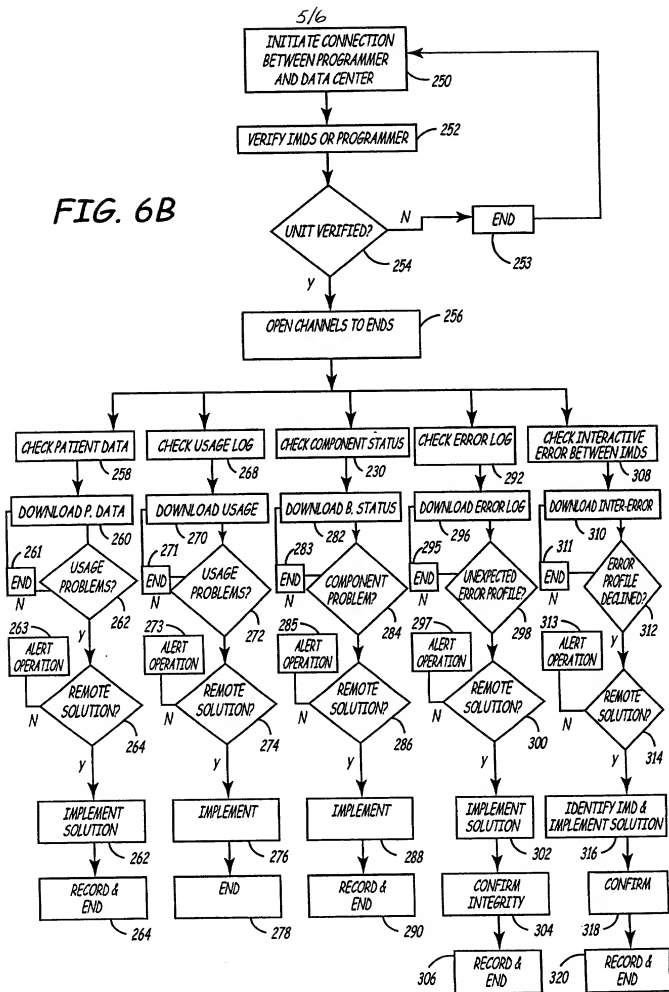 5/6
INITIATE CONNECTION
BETWEEN PROGRAMMER
AND DATA CENTER
250
VERIFY IMDS OR PROGRAMMER
252
FIG. 6B
UNIT VERIFIED?
N
END
254
253
Y
OPEN CHANNELS TO ENDS
256
CHECK PATIENT DATA
258
DOWNLOAD P. DATA
260
261
END
N
USAGE
PROBLEMS?
262
Y
263
ALERT
OPERATION
REMOTE
SOLUTION?
N
264
Y
IMPLEMENT
SOLUTION
262
RECORD &
END
264
CHECK USAGE LOG
268
DOWNLOAD USAGE
270
271
END
N
USAGE
PROBLEMS?
272
Y
273
ALERT
OPERATION
REMOTE
SOLUTION?
N
274
Y
IMPLEMENT
276
END
278
CHECK COMPONENT STATUS
230
DOWNLOAD B. STATUS
282
283
END
N
COMPONENT
PROBLEM?
284
Y
285
ALERT
OPERATION
REMOTE
SOLUTION?
N
286
Y
IMPLEMENT
288
RECORD &
END
290
CHECK ERROR LOG
292
DOWNLOAD ERROR LOG
296
295
END
N
UNEXPECTED
ERROR PROFILE?
298
Y
297
ALERT
OPERATION
REMOTE
SOLUTION?
N
300
Y
IMPLEMENT
SOLUTION
302
CONFIRM
INTEGRITY
304
RECORD &
END
306
CHECK INTERACTIVE
ERROR BETWEEN IMDS
308
DOWNLOAD INTER-ERROR
310
311
END
N
ERROR
PROFILE
DECLINED?
312
Y
313
ALERT
OPERATION
REMOTE
SOLUTION?
N
314
Y
IDENTIFY IMD &
IMPLEMENT SOLUTION
316
CONFIRM
318
RECORD &
END
320